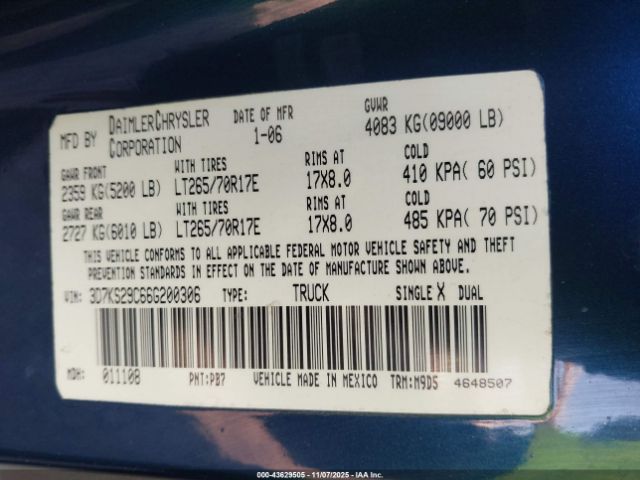 MFD BY DAIMLERCHRYSLER CORPORATION DATE OF MFR 1-06 GVWR 4083 KG(09000 LB)
GAWR FRONT WITH TIRES RIMS AT COLD
2359 KG(5200 LB) LT265/70R17E 17X8.0 410 KPA( 60 PSI)
GAWR REAR WITH TIRES RIMS AT COLD
2727 KG(6010 LB) LT265/70R17E 17X8.0 485 KPA( 70 PSI)
THIS VEHICLE CONFORMS TO ALL APPLICABLE FEDERAL MOTOR VEHICLE SAFETY AND THEFT
PREVENTION STANDARDS IN EFFECT ON THE DATE OF MANUFACTURE SHOWN ABOVE.
VIN: 3D7KS29C66G200306 TYPE: TRUCK SINGLE X DUAL
MDH: 011108 PNT:PB7 VEHICLE MADE IN MEXICO TRM:M9D5 4648507
000-43629505 - 11/07/2025 - IAA Inc.